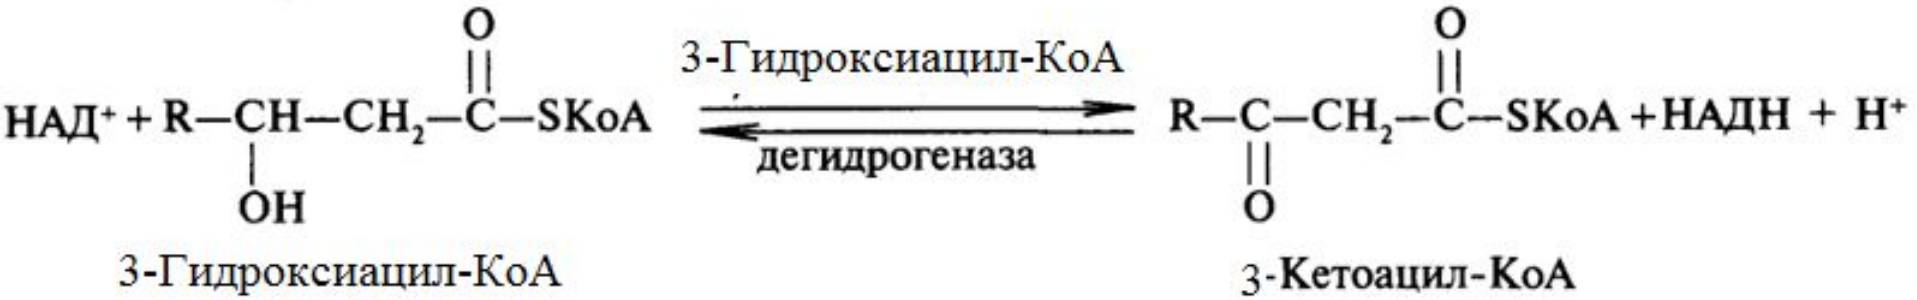 O
O
3-Гидроксиацил-КоА
НАД⁺ + R—CH—CH₂—C—SKoA
R—C—CH₂—C—SKoA + НАДН + H⁺
дегидрогеназа
OH
O
3-Гидроксиацил-КоА
3-Кетоацил-КоА